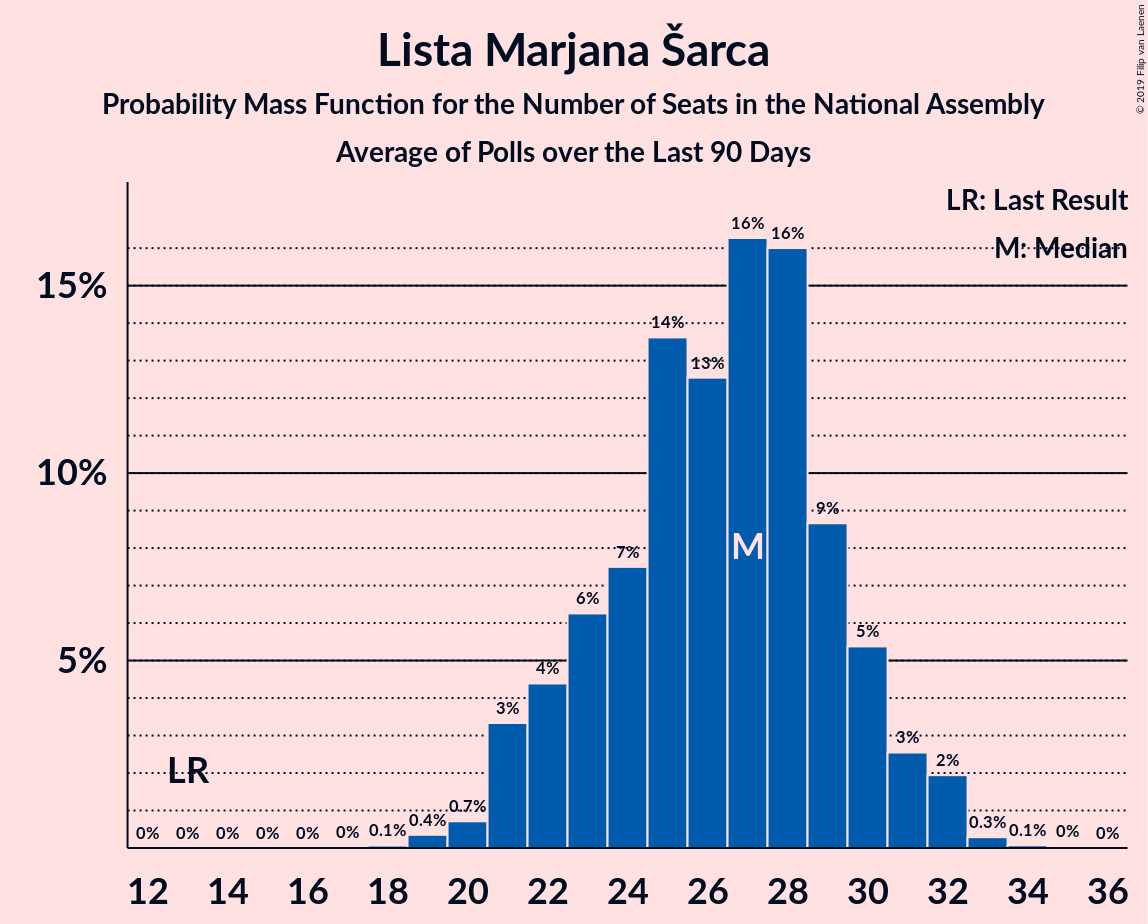 Lista Marjana Šarca
Probability Mass Function for the Number of Seats in the National Assembly
Average of Polls over the Last 90 Days
© 2019 Filip van Laenen
LR: Last Result
M: Median
15%
10%
5%
0% 0% 0% 0% 0% 0% 0.1% 0.4% 0.7% 3% 4% 6% 7% 14% 13% 16% 16% 9% 5% 3% 2% 0.3% 0.1% 0% 0%
LR
M
12 14 16 18 20 22 24 26 28 30 32 34 36